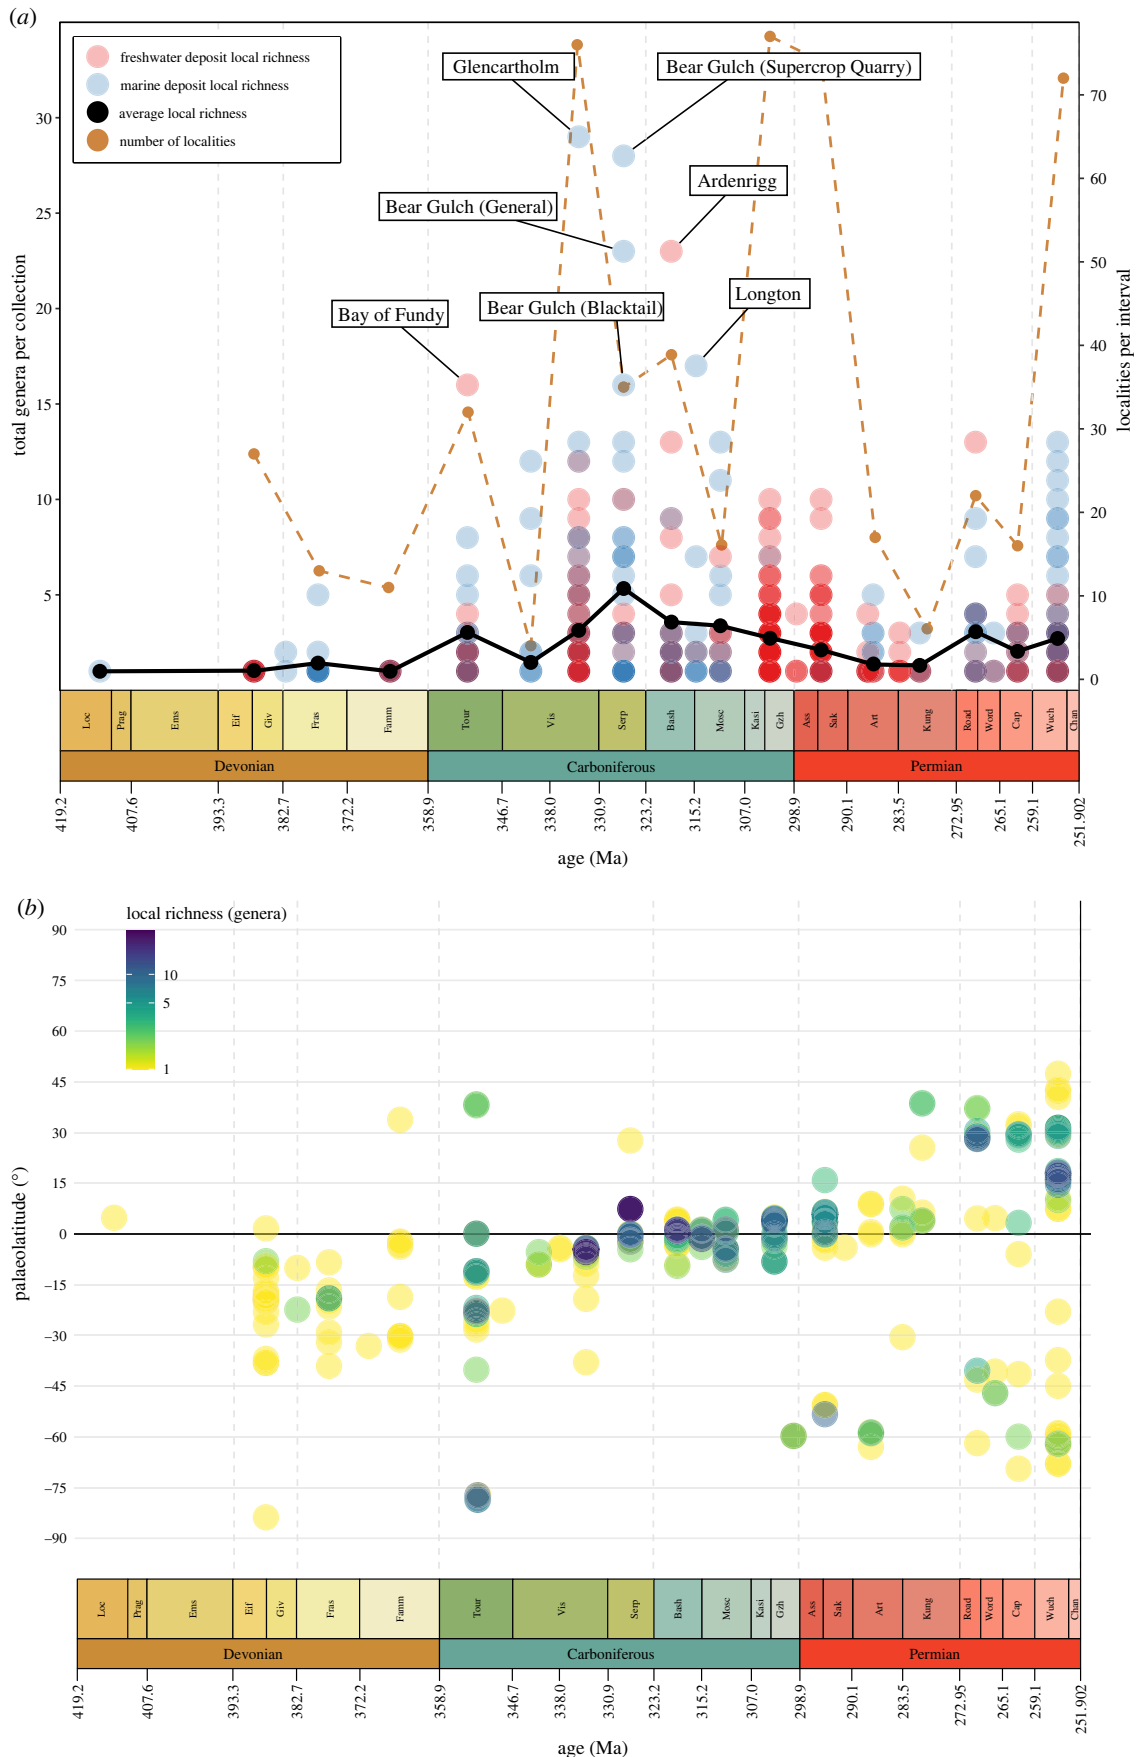 (a)
freshwater deposit local richness
marine deposit local richness
average local richness
number of localities
Glencartholm
Bear Gulch (Supercrop Quarry)
Ardenrigg
Bear Gulch (General)
Longton
Bear Gulch (Blacktail)
Bay of Fundy
total genera per collection
30
25
20
15
10
5
localities per interval
70
60
50
40
30
20
10
0
Loc Prag Ems Eif Giv Fras Famm Tour Vis Serp Bash Mosc Kasi Gzh Ass Sak Art Kung Road Word Cap Wuch Chan
Devonian Carboniferous Permian
419.2 407.6 393.3 382.7 372.2 358.9 346.7 338.0 330.9 323.2 315.2 307.0 298.9 290.1 283.5 272.95 265.1 259.1 251.902
age (Ma)
(b)
local richness (genera)
10
5
1
palaeolatitude (°)
90
75
60
45
30
15
0
–15
–30
–45
–60
–75
–90
Loc Prag Ems Eif Giv Fras Famm Tour Vis Serp Bash Mosc Kasi Gzh Ass Sak Art Kung Road Word Cap Wuch Chan
Devonian Carboniferous Permian
419.2 407.6 393.3 382.7 372.2 358.9 346.7 338.0 330.9 323.2 315.2 307.0 298.9 290.1 283.5 272.95 265.1 259.1 251.902
age (Ma)